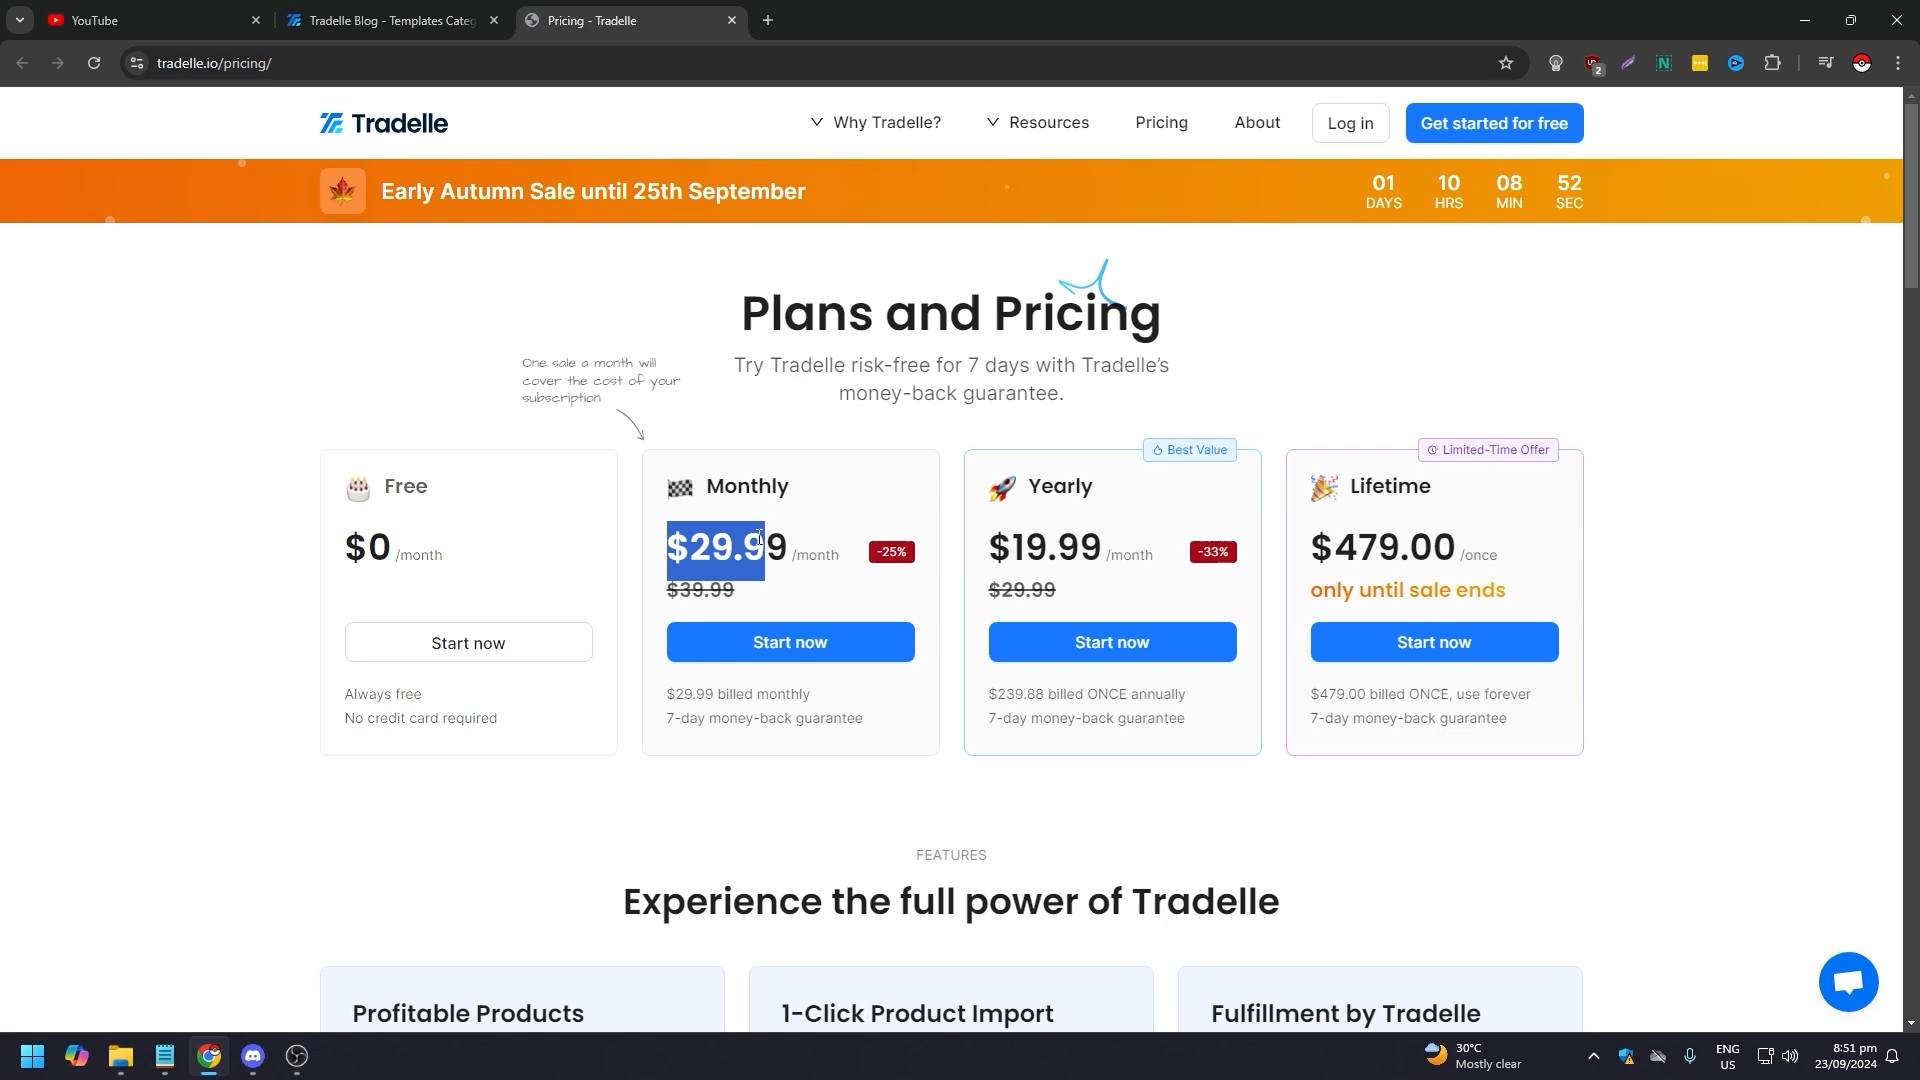 YouTube
Tradelle Blog - Templates Categ
Pricing - Tradelle
tradelle.io/pricing/
2
Tradelle
Why Tradelle?
Resources
Pricing
About
Log in
Get started for free
Early Autumn Sale until 25th September
01 10 08 52
DAYS HRS MIN SEC
Plans and Pricing
Try Tradelle risk-free for 7 days with Tradelle's
money-back guarantee.
One sale a month will
cover the cost of your
subscription
Free
$0 /month
Start now
Always free
No credit card required
Monthly
$29.99 /month
-25%
$39.99
Start now
$29.99 billed monthly
7-day money-back guarantee
Best Value
Yearly
$19.99 /month
-33%
$29.99
Start now
$239.88 billed ONCE annually
7-day money-back guarantee
Limited-Time Offer
Lifetime
$479.00 /once
only until sale ends
Start now
$479.00 billed ONCE, use forever
7-day money-back guarantee
FEATURES
Experience the full power of Tradelle
Profitable Products
1-Click Product Import
Fulfillment by Tradelle
30°C
Mostly clear
ENG
US
8:51 pm
23/09/2024